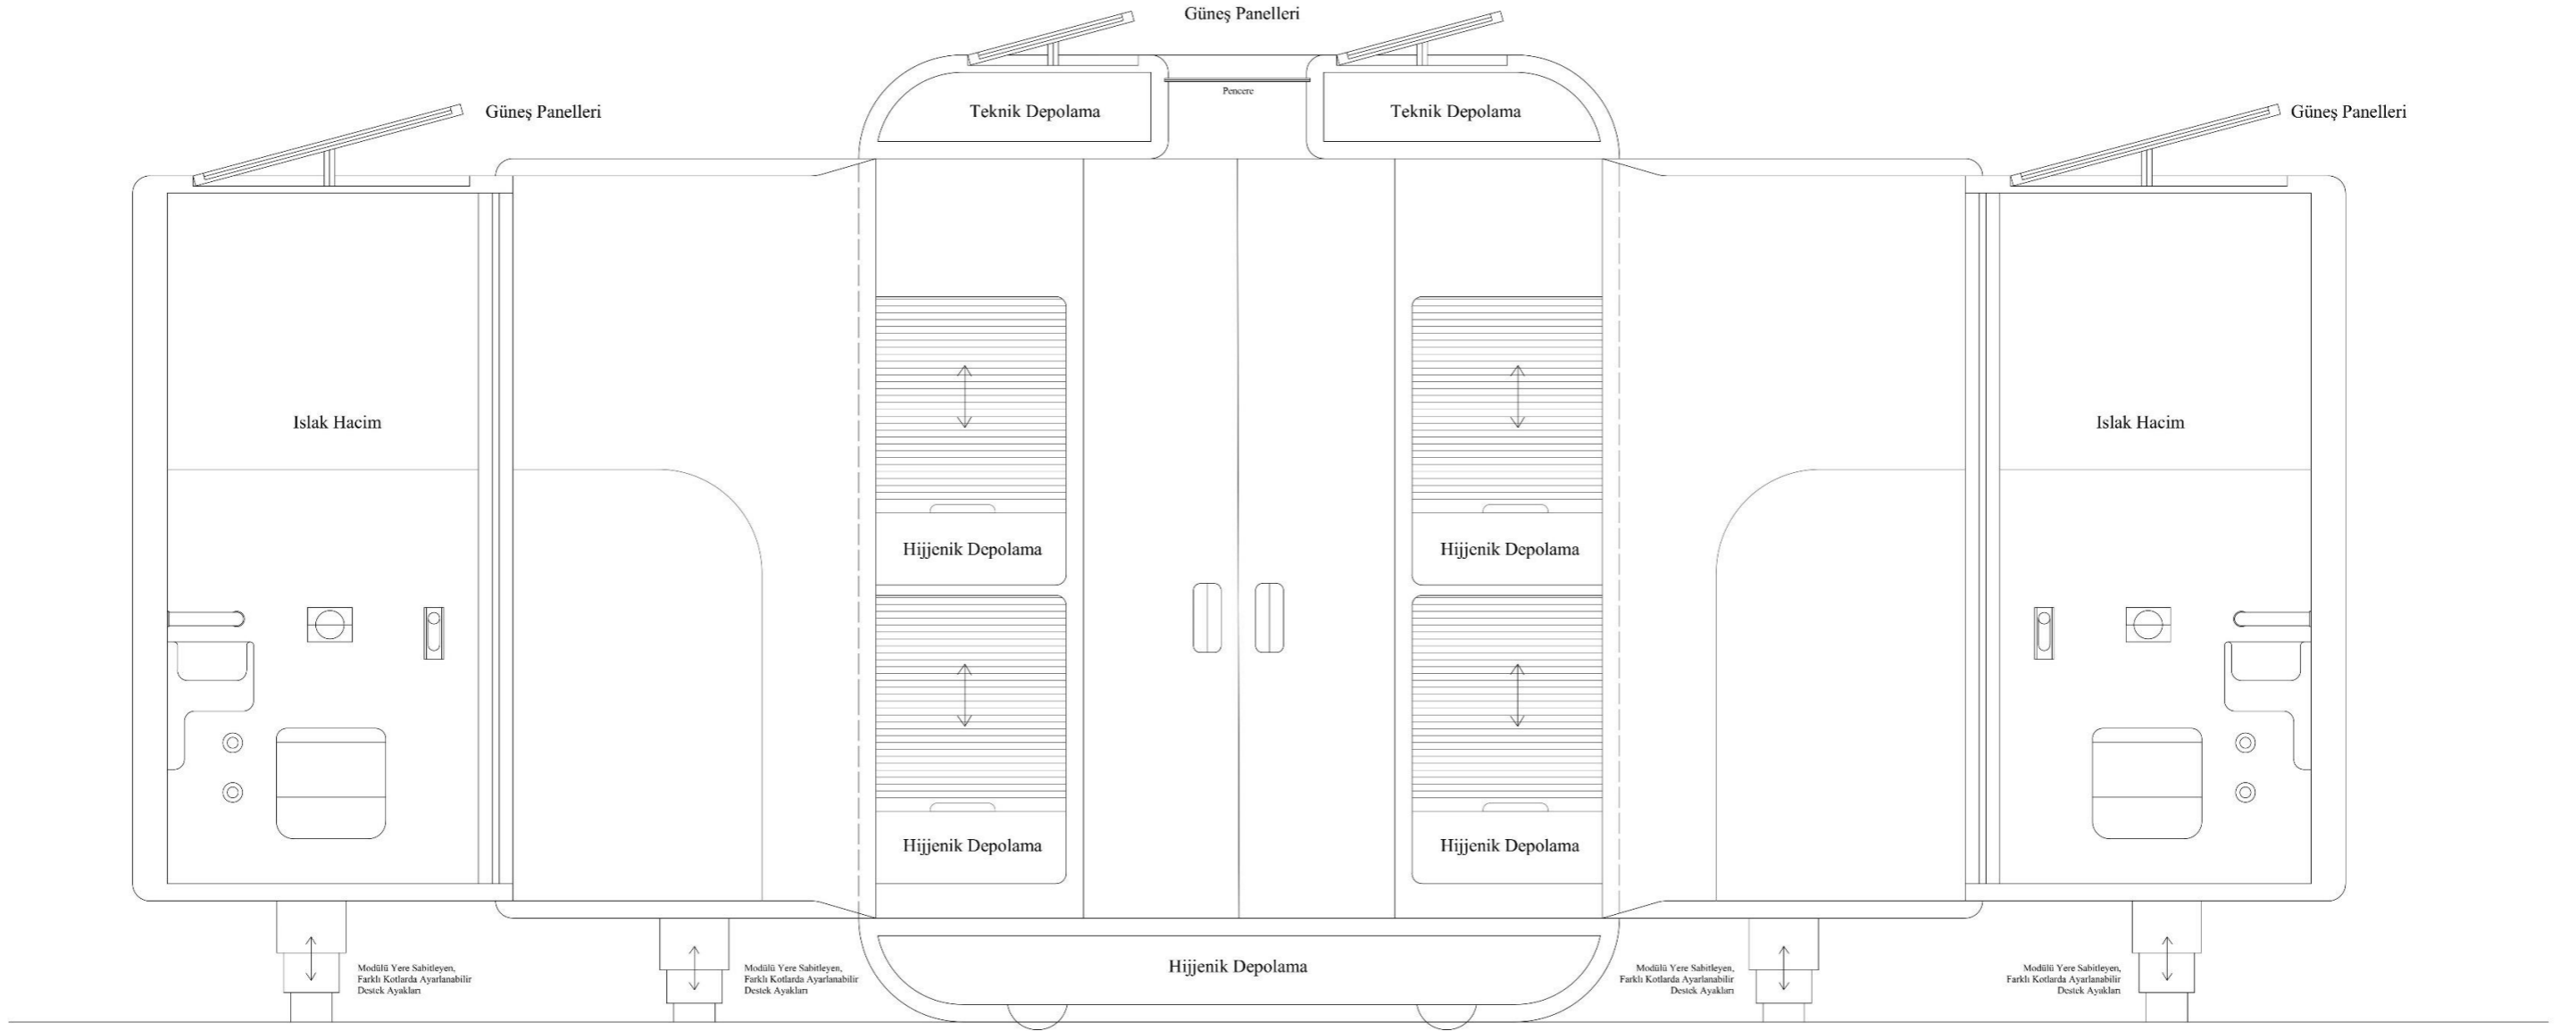 Güneş Panelleri
Güneş Panelleri
Teknik Depolama
Pencere
Teknik Depolama
Güneş Panelleri
Islak Hacim
Islak Hacim
Hijjenik Depolama
Hijjenik Depolama
Hijjenik Depolama
Hijjenik Depolama
Hijjenik Depolama
Modülü Yere Sabitleyen,
Farklı Kotlarda Ayarlanabilir
Destek Ayakları
Modülü Yere Sabitleyen,
Farklı Kotlarda Ayarlanabilir
Destek Ayakları
Modülü Yere Sabitleyen,
Farklı Kotlarda Ayarlanabilir
Destek Ayakları
Modülü Yere Sabitleyen,
Farklı Kotlarda Ayarlanabilir
Destek Ayakları